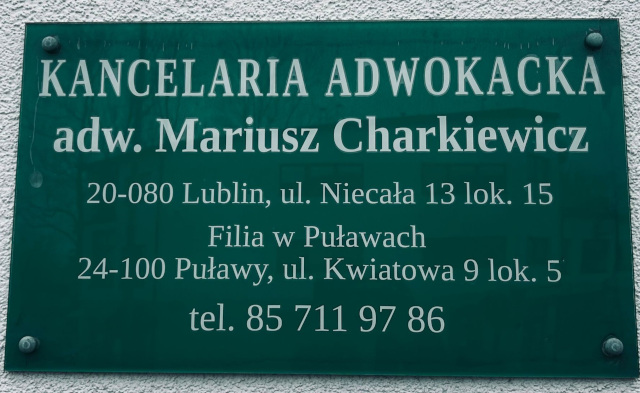 KANCELARIA ADWOKACKA
adw. Mariusz Charkiewicz
20-080 Lublin, ul. Niecała 13 lok. 15
Filia w Puławach
24-100 Puławy, ul. Kwiatowa 9 lok. 5
tel. 85 711 97 86